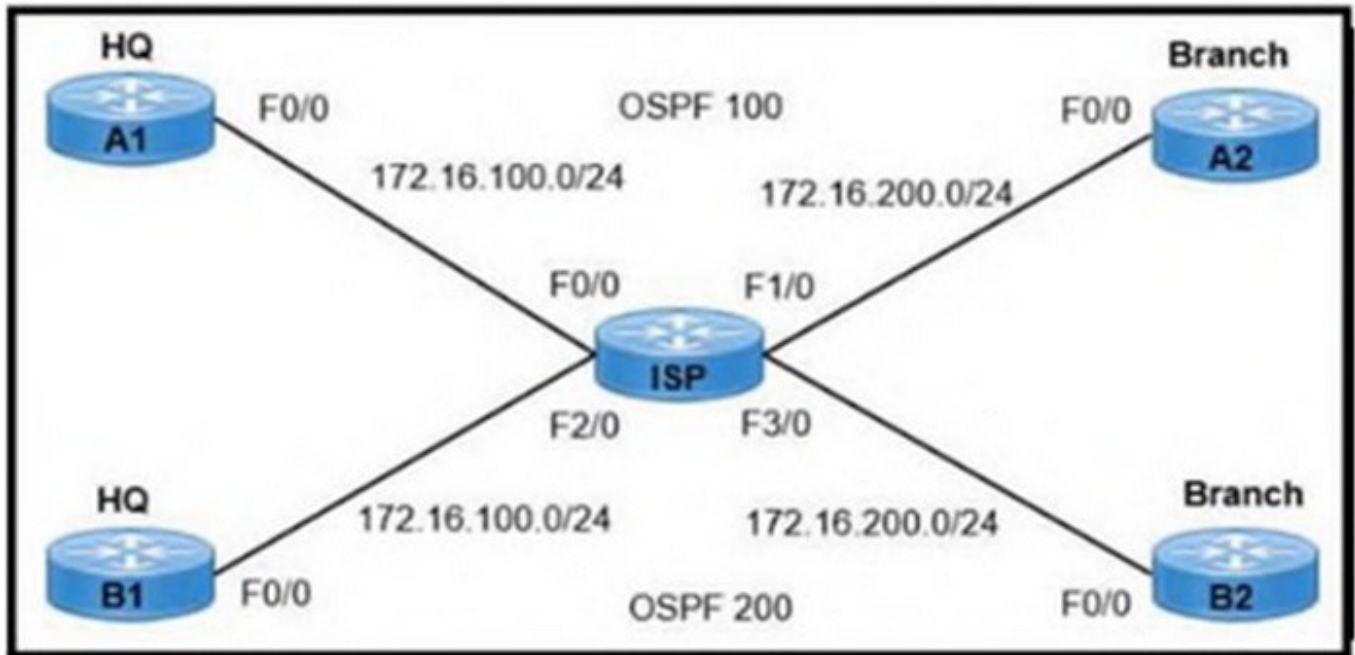 HQ
Branch
A1
F0/0
OSPF 100
F0/0
A2
172.16.100.0/24
172.16.200.0/24
F0/0
F1/0
ISP
F2/0
F3/0
HQ
Branch
172.16.100.0/24
172.16.200.0/24
B1
F0/0
OSPF 200
F0/0
B2